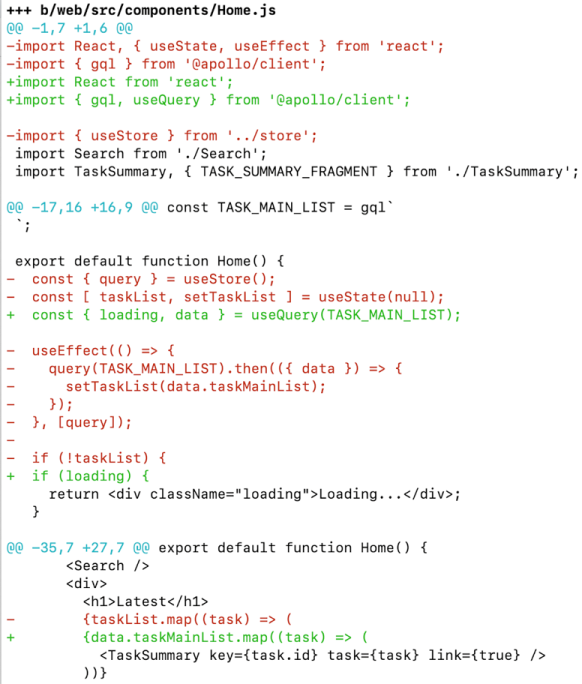 +++ b/web/src/components/Home.js
@@ -1,7 +1,6 @@
-import React, { useState, useEffect } from 'react';
-import { gql } from '@apollo/client';
+import React from 'react';
+import { gql, useQuery } from '@apollo/client';

-import { useStore } from '../store';
 import Search from './Search';
 import TaskSummary, { TASK_SUMMARY_FRAGMENT } from './TaskSummary';

@@ -17,16 +16,9 @@ const TASK_MAIN_LIST = gql`
 `;

 export default function Home() {
-  const { query } = useStore();
-  const [ taskList, setTaskList ] = useState(null);
+  const { loading, data } = useQuery(TASK_MAIN_LIST);

-  useEffect(() => {
-    query(TASK_MAIN_LIST).then(({ data }) => {
-      setTaskList(data.taskMainList);
-    });
-  }, [query]);
-
-  if (!taskList) {
+  if (loading) {
     return <div className="loading">Loading...</div>;
   }

@@ -35,7 +27,7 @@ export default function Home() {
       <Search />
       <div>
         <h1>Latest</h1>
-        {taskList.map((task) => (
+        {data.taskMainList.map((task) => (
           <TaskSummary key={task.id} task={task} link={true} />
         ))}